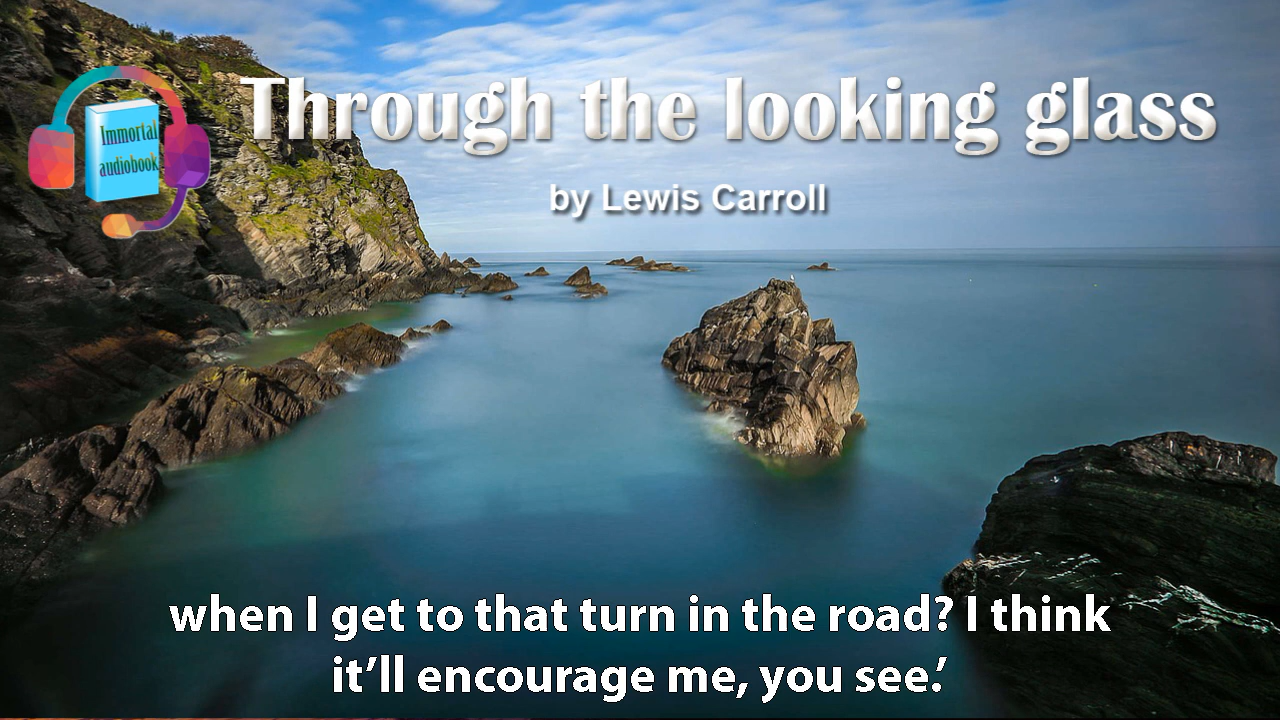 Immortal
audiobook
Through the looking glass
by Lewis Carroll
when I get to that turn in the road? I think
it’ll encourage me, you see.’